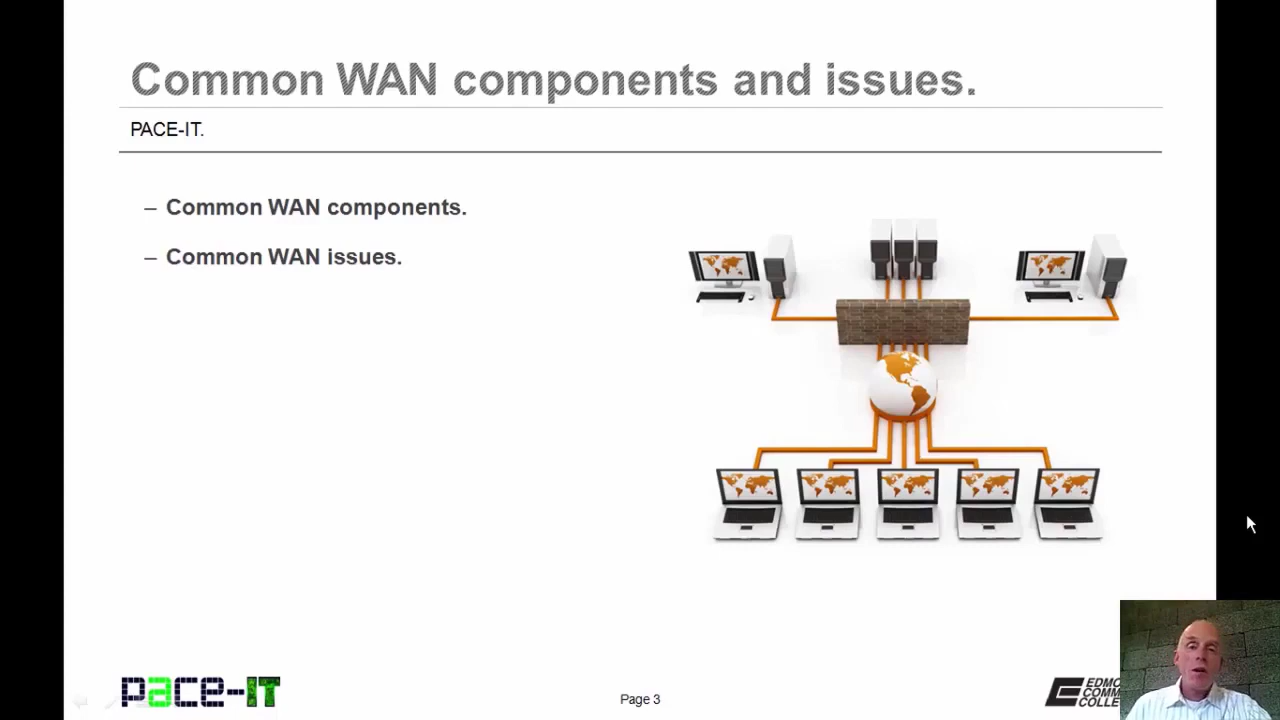 Common WAN components and issues.
PACE-IT.
– Common WAN components.
– Common WAN issues.
pace-IT
Page 3